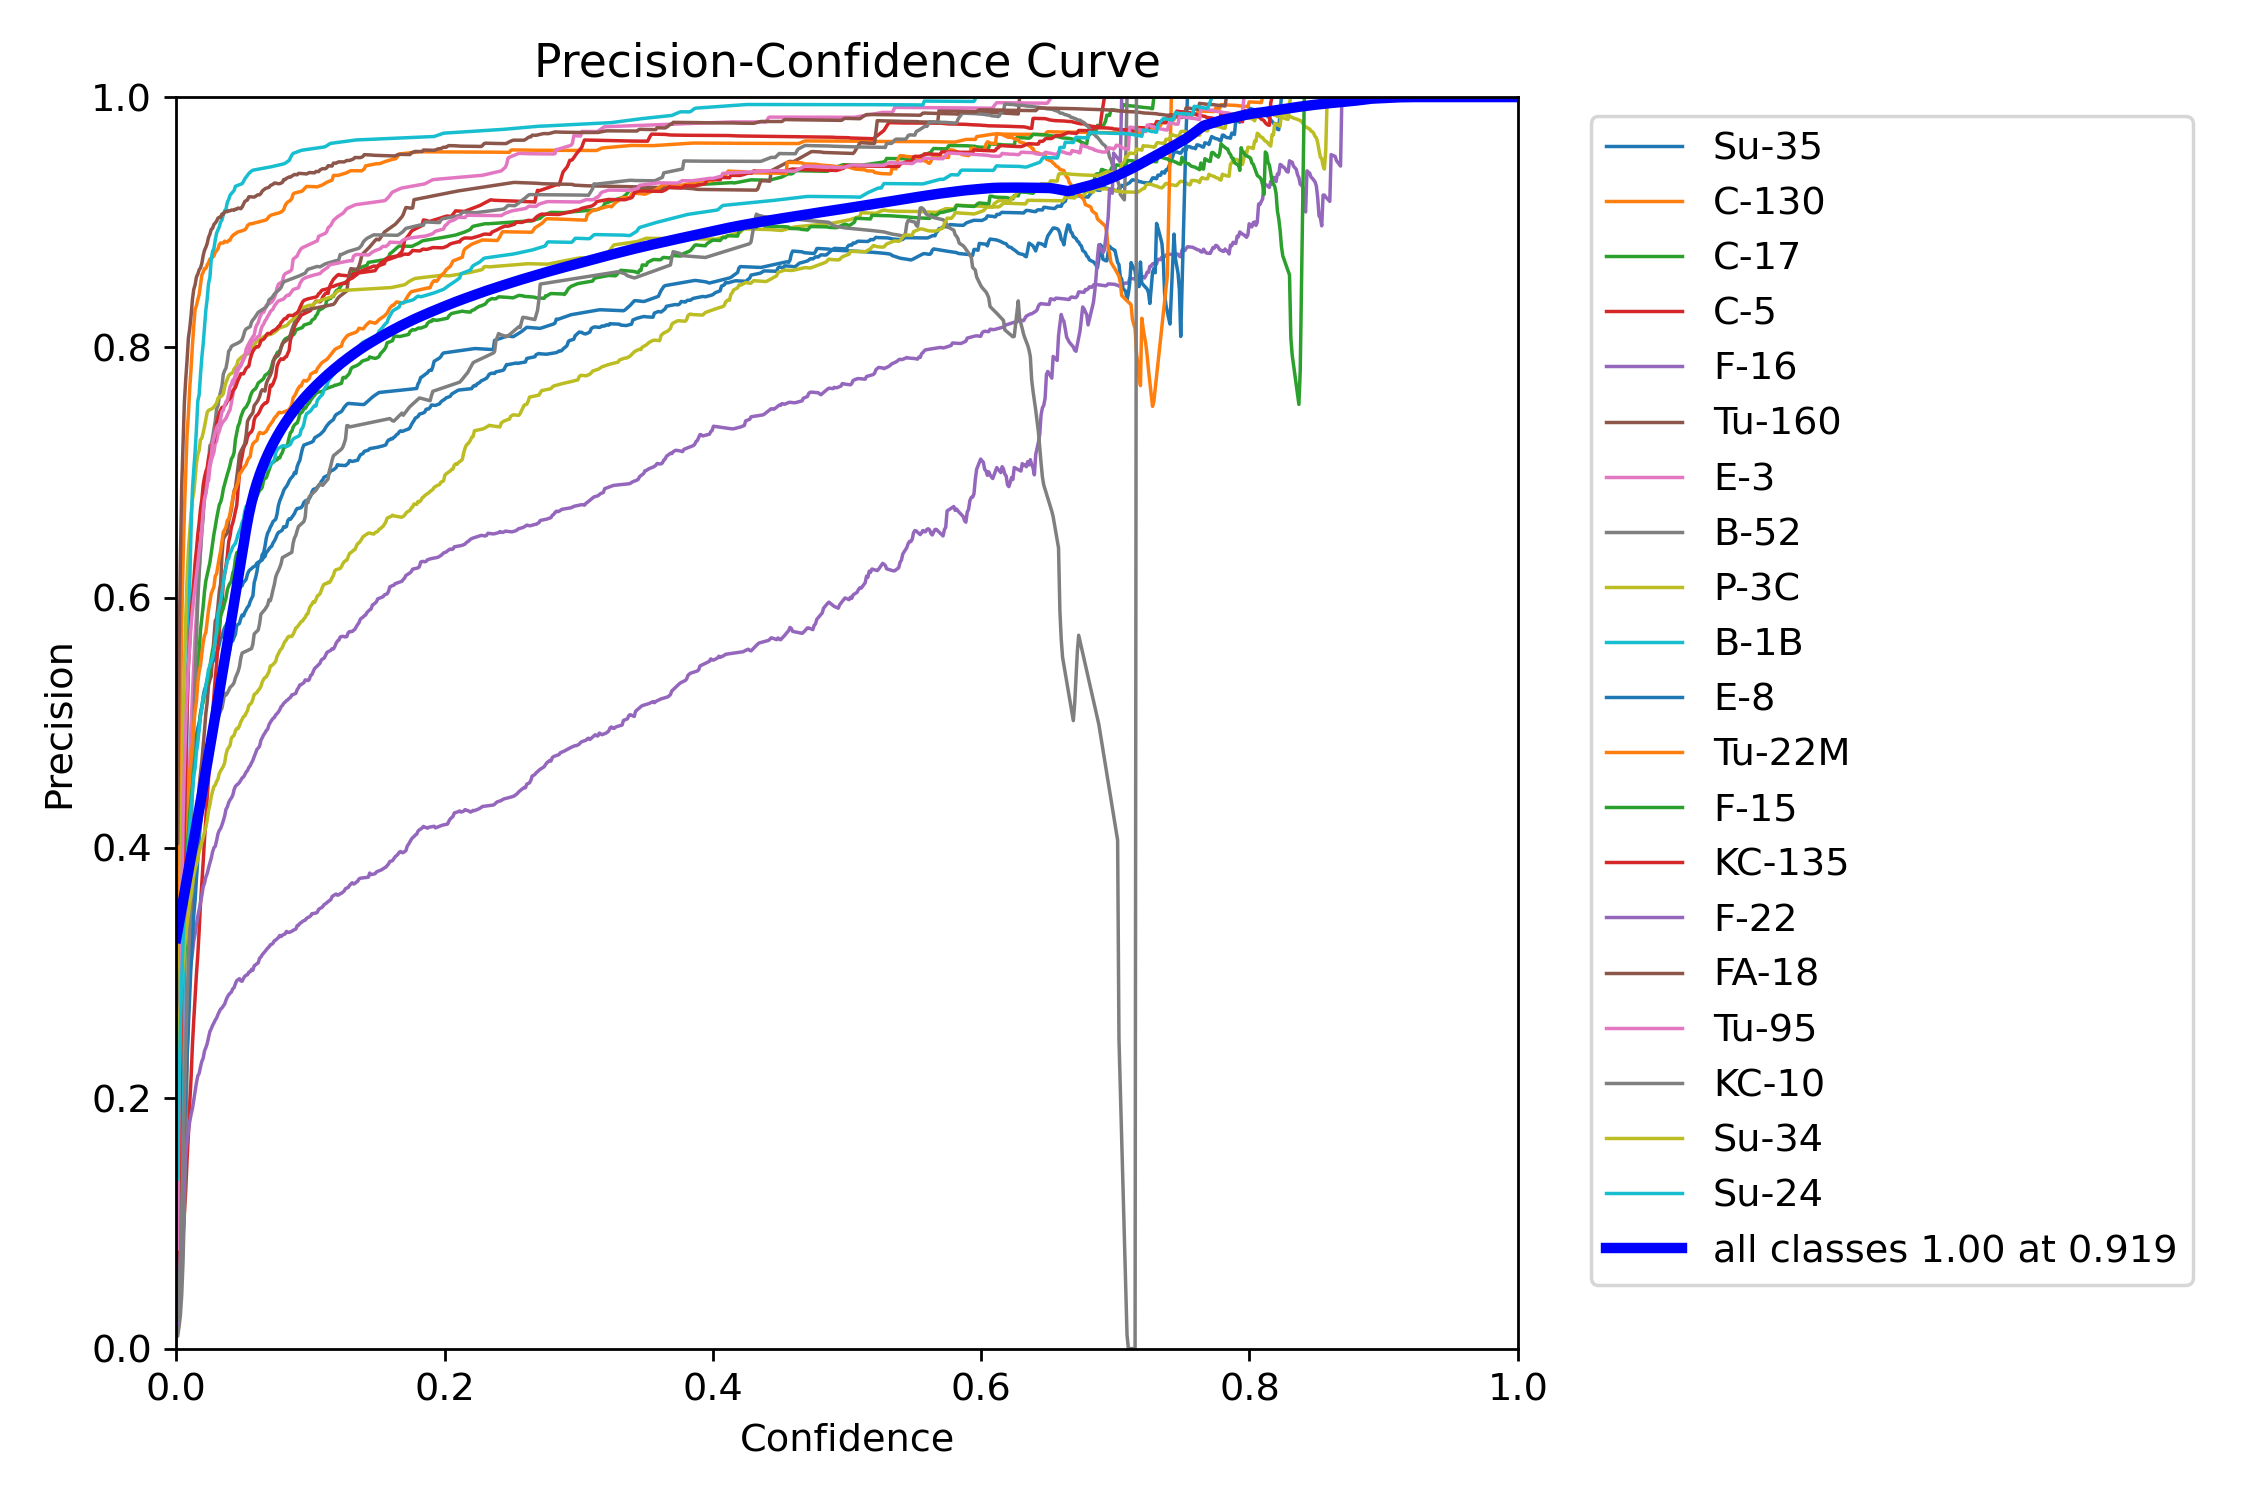 Precision-Confidence Curve
1.0
0.8
0.6
0.4
0.2
0.0
Precision
0.0 0.2 0.4 0.6 0.8 1.0
Confidence
Su-35
C-130
C-17
C-5
F-16
Tu-160
E-3
B-52
P-3C
B-1B
E-8
Tu-22M
F-15
KC-135
F-22
FA-18
Tu-95
KC-10
Su-34
Su-24
all classes 1.00 at 0.919